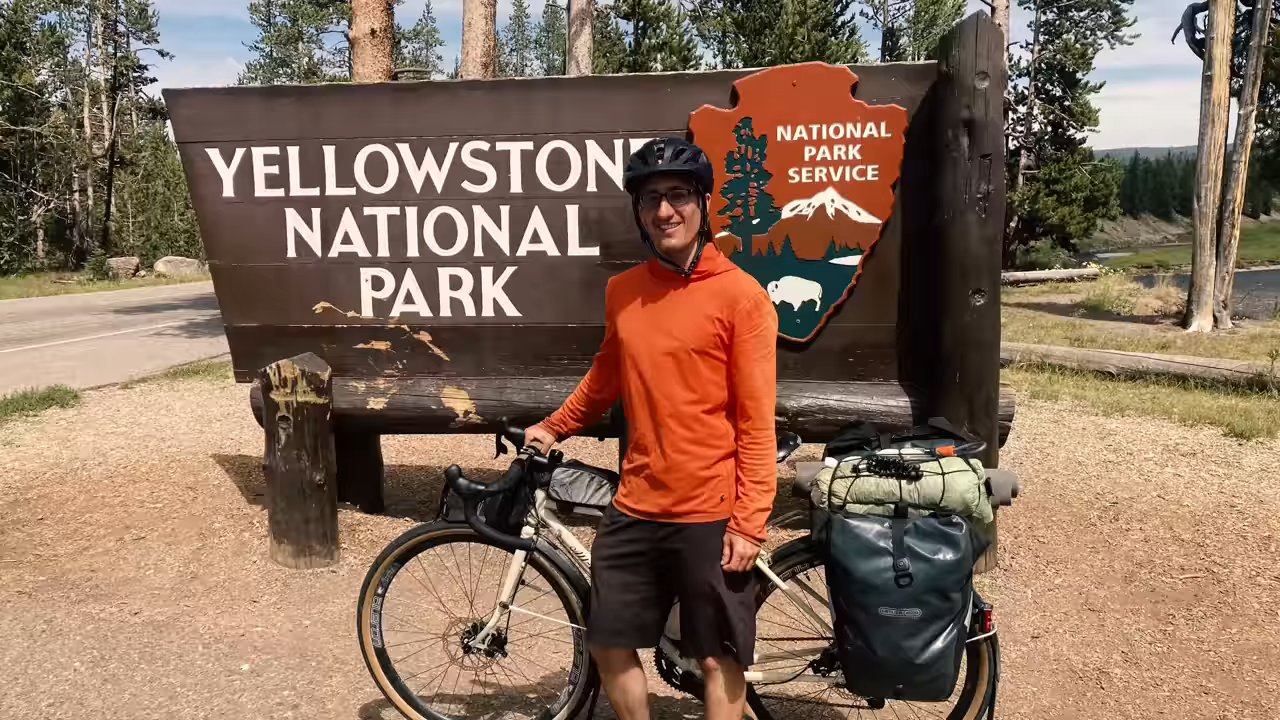 YELLOWSTONE
NATIONAL
PARK
NATIONAL
PARK
SERVICE
ORTLIEB